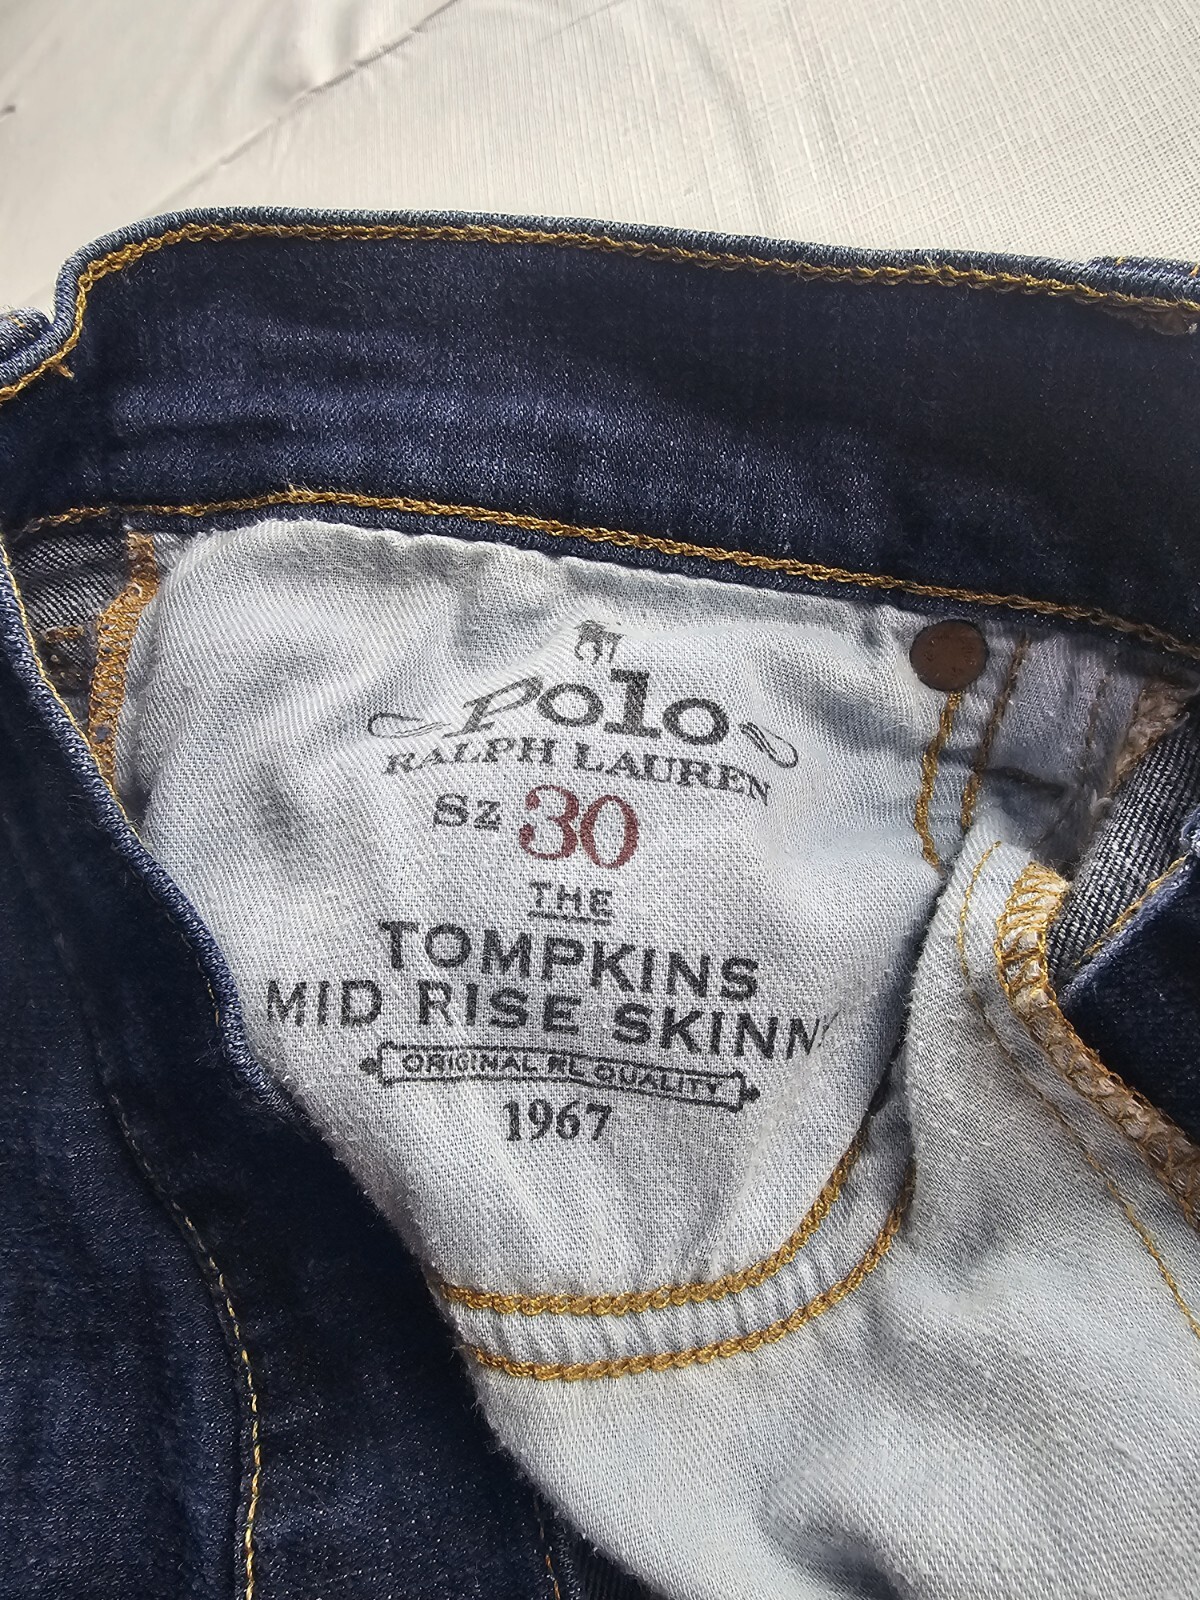 Polo
RALPH LAUREN
Sz 30
THE
TOMPKINS
MID RISE SKINNY
ORIGINAL RL QUALITY
1967